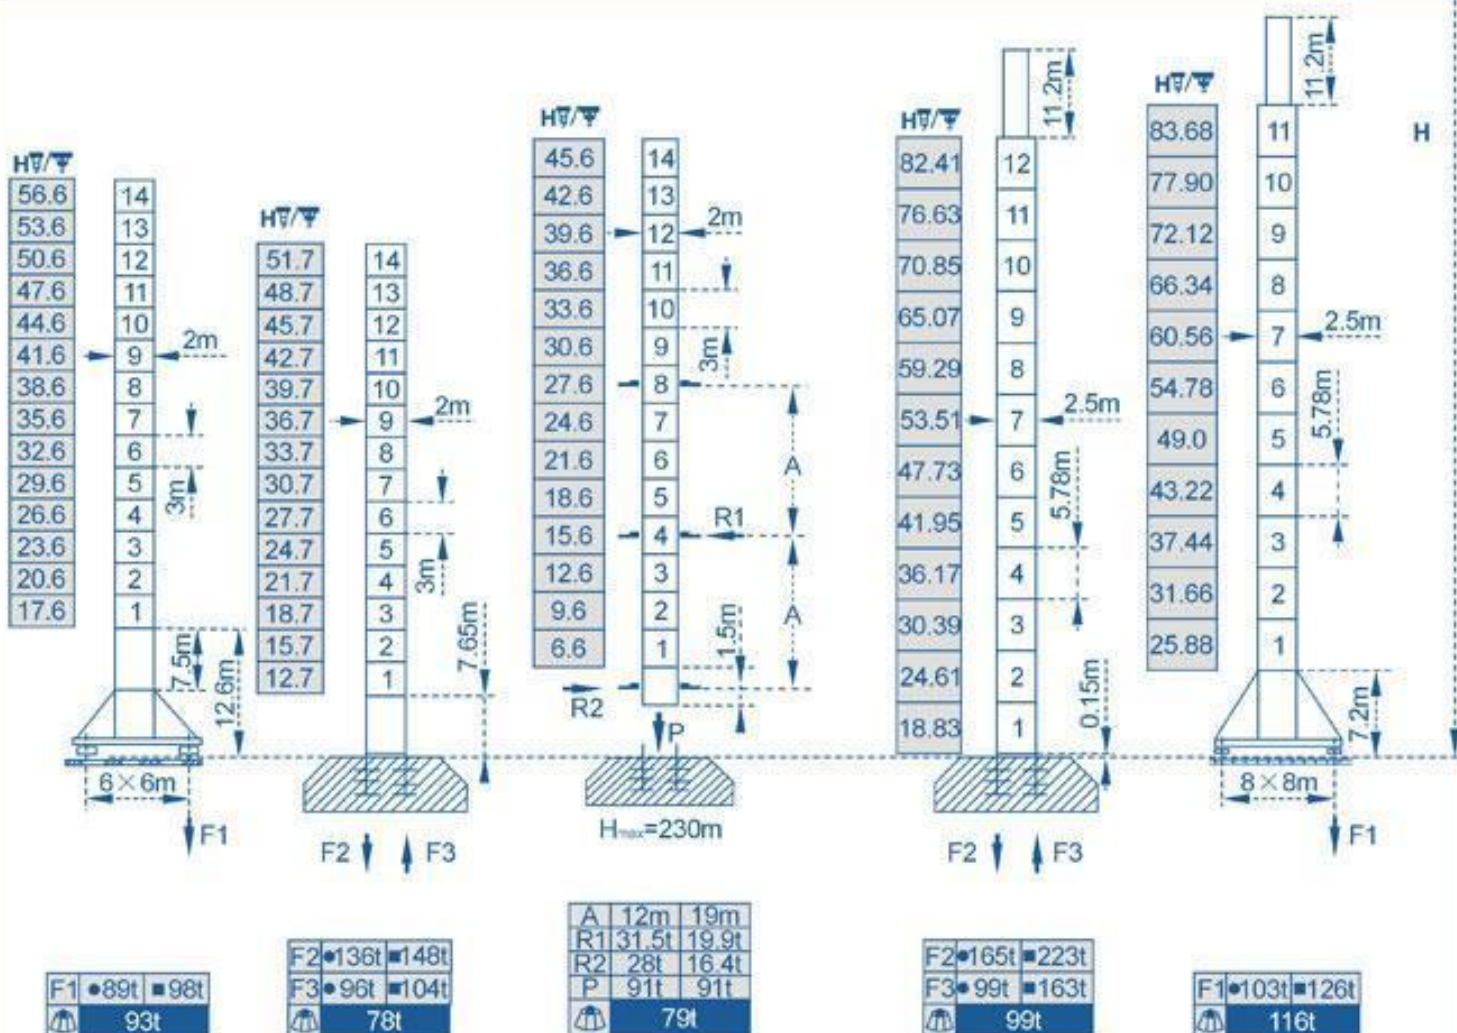 H/
56.6 14
53.6 13
50.6 12
47.6 11
44.6 10
41.6 9 2m
38.6 8
35.6 7
32.6 6
29.6 5
3m
26.6 4
23.6 3
20.6 2
17.6 1
7.5m
12.6m
6×6m
F1
F1 ●89t ■98t
93t
H/
51.7 14
48.7 13
45.7 12
42.7 11
39.7 10
36.7 9 2m
33.7 8
30.7 7
27.7 6
24.7 5
3m
21.7 4
18.7 3
15.7 2
12.7 1
7.65m
F2 F3
F2 ●136t ■148t
F3 ●96t ■104t
78t
H/
45.6 14
42.6 13
39.6 12 2m
36.6 11
33.6 10
30.6 9
3m
27.6 8
24.6 7
21.6 6
A
18.6 5
15.6 4 R1
12.6 3
9.6 2
A
6.6 1
1.5m
R2
P
Hmax=230m
A 12m 19m
R1 31.5t 19.9t
R2 28t 16.4t
P 91t 91t
79t
11.2m
H/
82.41 12
76.63 11
70.85 10
65.07 9
59.29 8
53.51 7 2.5m
47.73 6
41.95 5
5.78m
36.17 4
30.39 3
24.61 2
18.83 1
0.15m
F2 F3
F2 ●165t ■223t
F3 ●99t ■163t
99t
11.2m
H/
83.68 11
77.90 10
72.12 9
66.34 8
60.56 7 2.5m
54.78 6
49.0 5
5.78m
43.22 4
37.44 3
31.66 2
25.88 1
7.2m
8×8m
F1
F1 ●103t ■126t
116t
H